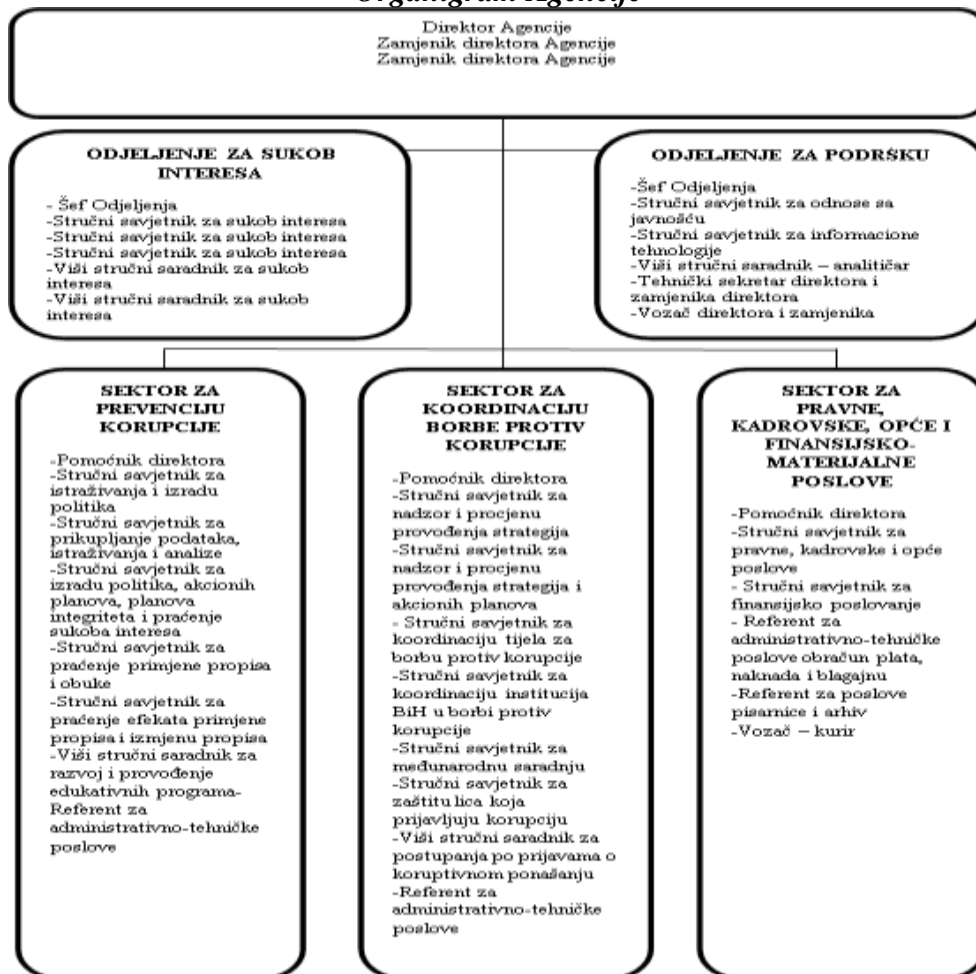 Organigram Agencije
Direktor Agencije
Zamjenik direktora Agencije
Zamjenik direktora Agencije
ODJELJENJE ZA SUKOB
INTERESA
- Šef Odjeljenja
-Stručni savjetnik za sukob interesa
-Stručni savjetnik za sukob interesa
-Stručni savjetnik za sukob interesa
-Viši stručni saradnik za sukob
interesa
-Viši stručni saradnik za sukob
interesa
ODJELJENJE ZA PODRŠKU
-Šef Odjeljenja
-Stručni savjetnik za odnose sa
javnošću
-Stručni savjetnik za informacione
tehnologije
-Viši stručni saradnik – analitičar
-Tehnički sekretar direktora i
zamjenika direktora
-Vozač direktora i zamjenika
SEKTOR ZA
PREVENCIJU
KORUPCIJE
-Pomoćnik direktora
-Stručni savjetnik za
istraživanja i izradu
politika
-Stručni savjetnik za
prikupljanje podataka,
istraživanja i analize
-Stručni savjetnik za
izradu politika, akcionih
planova, planova
integriteta i praćenje
sukoba interesa
-Stručni savjetnik za
praćenje primjene propisa
i obuke
-Stručni savjetnik za
praćenje efekata primjene
propisa i izmjenu propisa
-Viši stručni saradnik za
razvoj i provođenje
edukativnih programa-
Referent za
administrativno-tehničke
poslove
SEKTOR ZA
KOORDINACIJU
BORBE PROTIV
KORUPCIJE
-Pomoćnik direktora
-Stručni savjetnik za
nadzor i procjenu
provođenja strategija
-Stručni savjetnik za
nadzor i procjenu
provođenja strategija i
akcionih planova
- Stručni savjetnik za
koordinaciju tijela za
borbu protiv korupcije
-Stručni savjetnik za
koordinaciju institucija
BiH u borbi protiv
korupcije
-Stručni savjetnik za
međunarodnu saradnju
-Stručni savjetnik za
zaštitu lica koja
prijavljuju korupciju
-Viši stručni saradnik za
postupanja po prijavama o
koruptivnom ponašanju
-Referent za
administrativno-tehničke
poslove
SEKTOR ZA
PRAVNE,
KADROVSKE, OPĆE I
FINANSIJSKO-
MATERIJALNE
POSLOVE
-Pomoćnik direktora
-Stručni savjetnik za
pravne, kadrovske i opće
poslove
- Stručni savjetnik za
finansijsko poslovanje
- Referent za
administrativno-tehničke
poslove obračun plata,
naknada i blagajnu
-Referent za poslove
pisarnice i arhiv
-Vozač – kurir